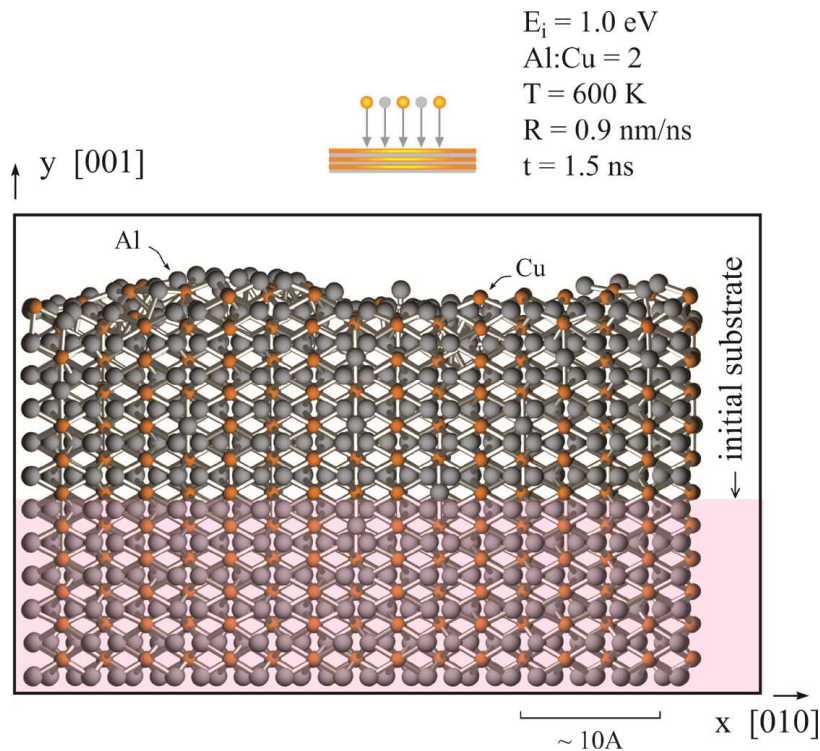 E_i = 1.0 eV
Al:Cu = 2
T = 600 K
R = 0.9 nm/ns
t = 1.5 ns
y [001]
Al
Cu
initial substrate
x [010]
~ 10A